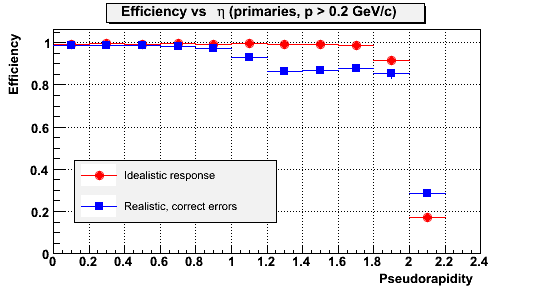 Efficiency vs η (primaries, p > 0.2 GeV/c)
Efficiency
1
0.8
0.6
0.4
0.2
0
Idealistic response
Realistic, correct errors
0 0.2 0.4 0.6 0.8 1 1.2 1.4 1.6 1.8 2 2.2 2.4
Pseudorapidity